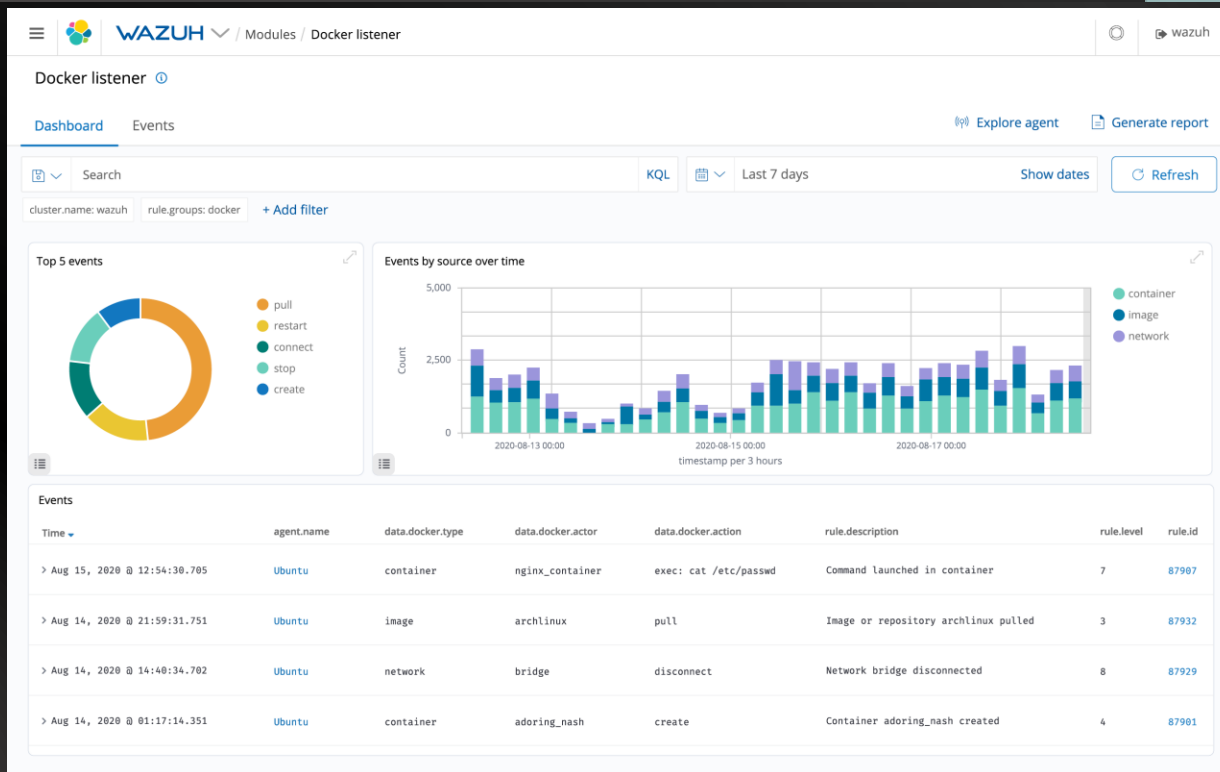 WAZUH / Modules / Docker listener
wazuh
Docker listener
Dashboard Events
Explore agent Generate report
Search KQL Last 7 days Show dates Refresh
cluster.name: wazuh rule.groups: docker + Add filter
Top 5 events
pull
restart
connect
stop
create
Events by source over time
5,000
2,500
0
Count
2020-08-13 00:00 2020-08-15 00:00 2020-08-17 00:00
timestamp per 3 hours
container
image
network
Events
Time agent.name data.docker.type data.docker.actor data.docker.action rule.description rule.level rule.id
> Aug 15, 2020 @ 12:54:30.705 Ubuntu container nginx_container exec: cat /etc/passwd Command launched in container 7 87907
> Aug 14, 2020 @ 21:59:31.751 Ubuntu image archlinux pull Image or repository archlinux pulled 3 87932
> Aug 14, 2020 @ 14:40:34.702 Ubuntu network bridge disconnect Network bridge disconnected 8 87929
> Aug 14, 2020 @ 01:17:14.351 Ubuntu container adoring_nash create Container adoring_nash created 4 87901